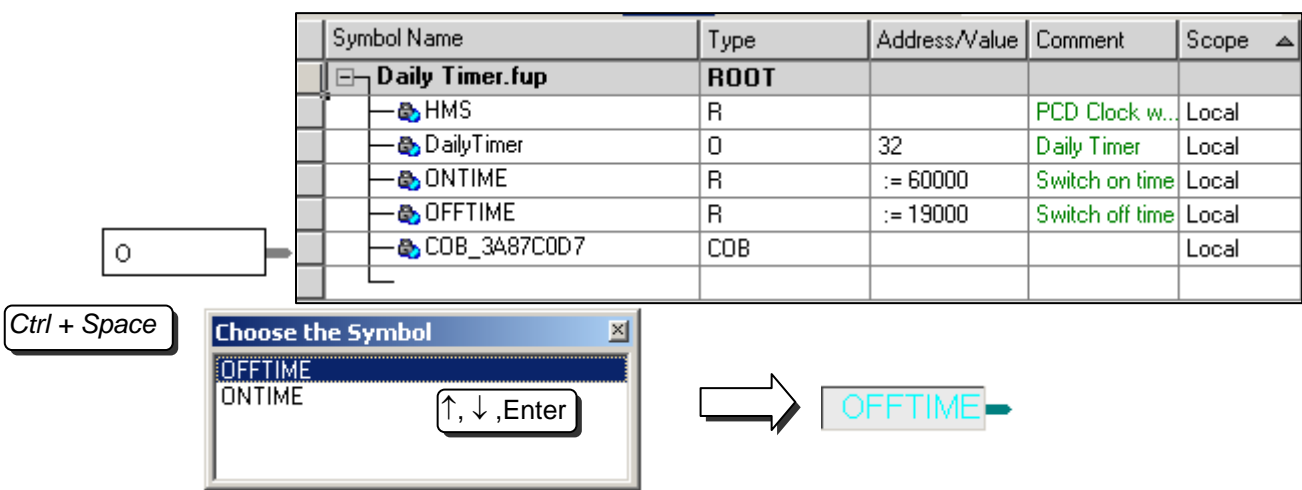 Symbol Name Type Address/Value Comment Scope
Daily Timer.fup ROOT
HMS R PCD Clock w... Local
DailyTimer O 32 Daily Timer Local
ONTIME R := 60000 Switch on time Local
OFFTIME R := 19000 Switch off time Local
O
COB_3A87C0D7 COB Local
Ctrl + Space
Choose the Symbol
OFFTIME
ONTIME
↑, ↓ ,Enter
OFFTIME